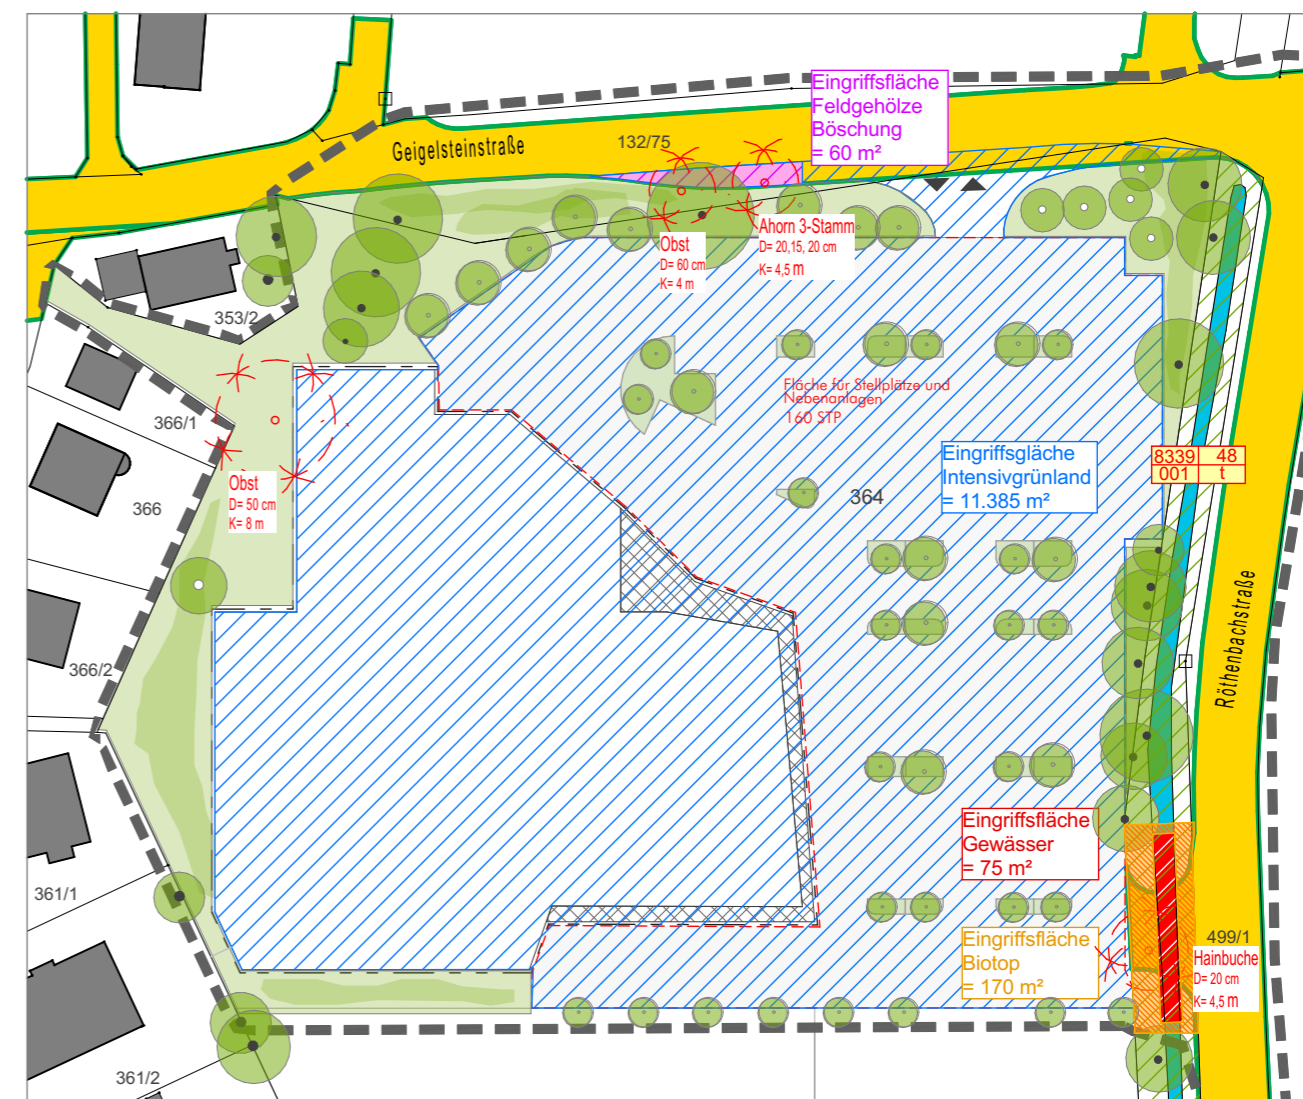 Eingriffsfläche
Feldgehölze
Böschung
= 60 m²
132/75
Geigelsteinstraße
Obst
D= 60 cm
K= 4 m
Ahorn 3-Stamm
D= 20,15, 20 cm
K= 4,5 m
353/2
Fläche für Stellplätze und
Nebenanlagen
160 STP
366/1
Eingriffsgläche
Intensivgrünland
= 11.385 m²
8339 48
001 t
Obst
D= 50 cm
K= 8 m
364
366
Röthenbachstraße
366/2
Eingriffsfläche
Gewässer
= 75 m²
361/1
Eingriffsfläche
Biotop
= 170 m²
499/1
Hainbuche
D= 20 cm
K= 4,5 m
361/2